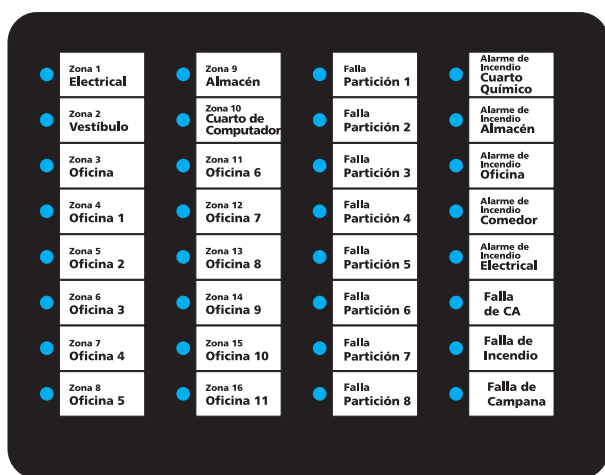 Zona 1
Electrical
Zona 2
Vestíbulo
Zona 3
Oficina
Zona 4
Oficina 1
Zona 5
Oficina 2
Zona 6
Oficina 3
Zona 7
Oficina 4
Zona 8
Oficina 5
Zona 9
Almacén
Zona 10
Cuarto de
Computador
Zona 11
Oficina 6
Zona 12
Oficina 7
Zona 13
Oficina 8
Zona 14
Oficina 9
Zona 15
Oficina 10
Zona 16
Oficina 11
Falla
Partición 1
Falla
Partición 2
Falla
Partición 3
Falla
Partición 4
Falla
Partición 5
Falla
Partición 6
Falla
Partición 7
Falla
Partición 8
Alarme de
Incendio
Cuarto
Químico
Alarme de
Incendio
Almacén
Alarme de
Incendio
Oficina
Alarme de
Incendio
Comedor
Alarme de
Incendio
Electrical
Falla
de CA
Falla de
Incendio
Falla de
Campana